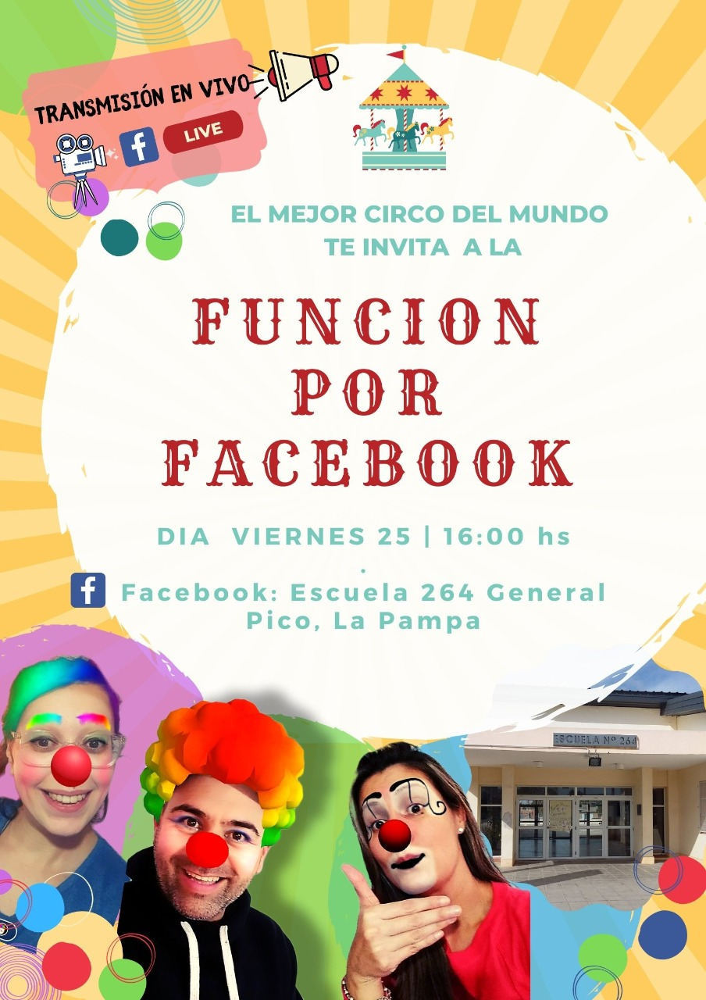 TRANSMISIÓN EN VIVO
f
LIVE
EL MEJOR CIRCO DEL MUNDO
TE INVITA A LA
FUNCION
POR
FACEBOOK
DIA VIERNES 25 | 16:00 hs
.
f Facebook: Escuela 264 General
Pico, La Pampa
ESCUELA Nº 264